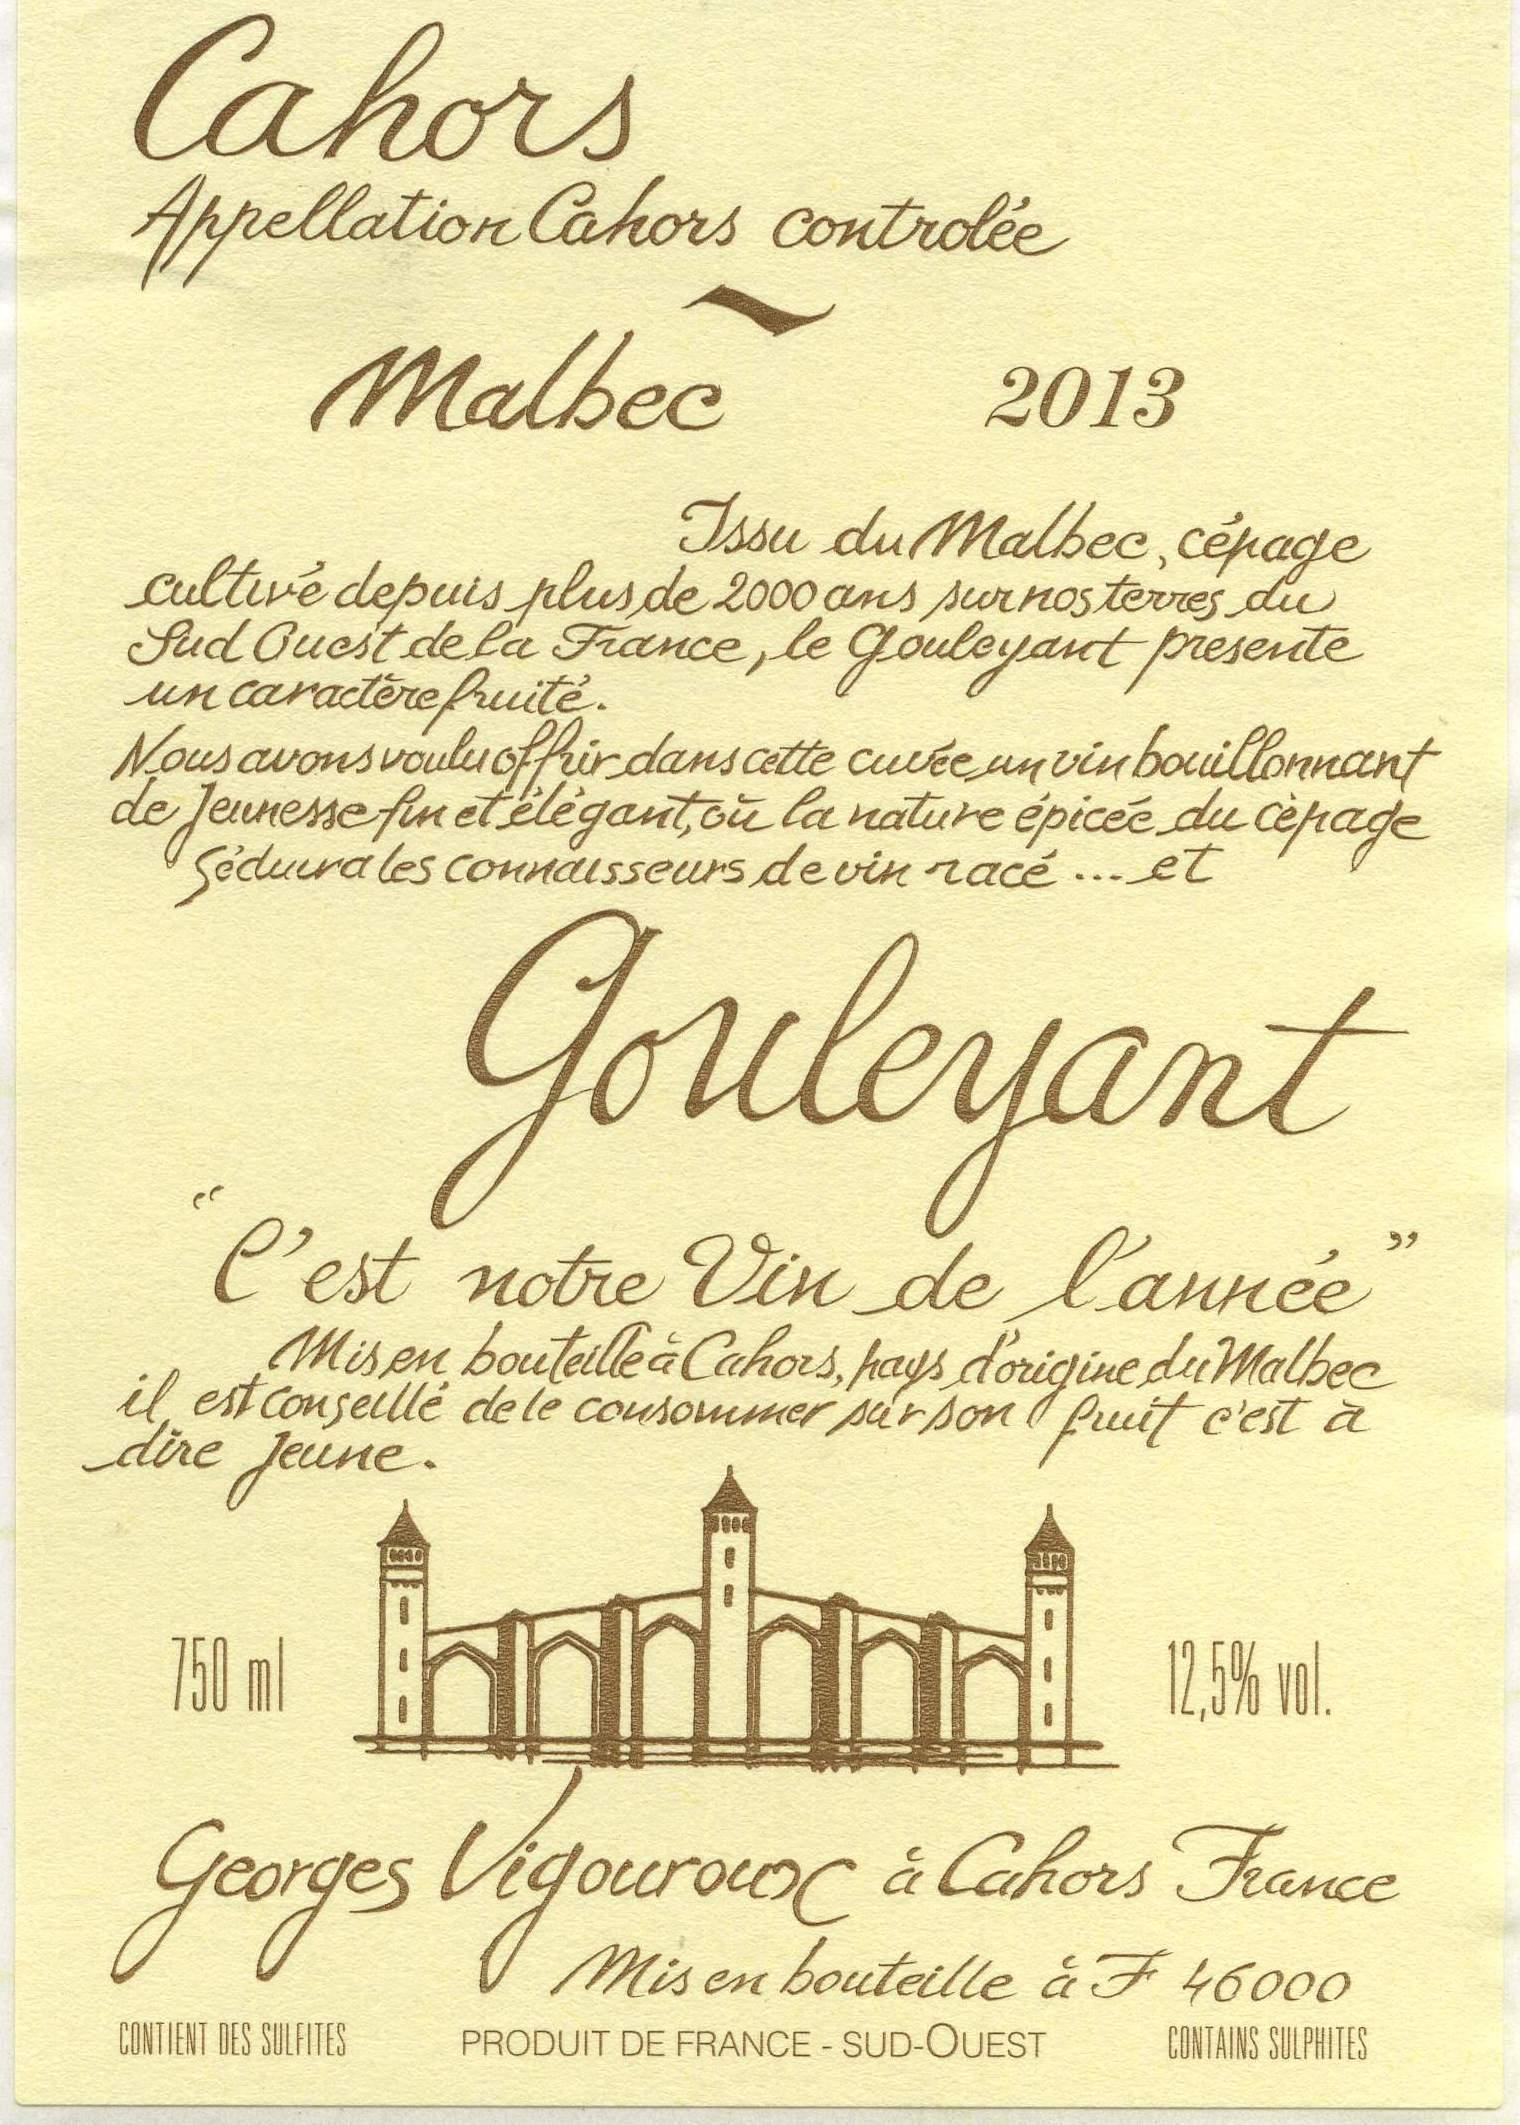 Cahors
Appellation Cahors contrôlée
Malbec 2013
Issu du Malbec, cépage
cultivé depuis plus de 2000 ans sur nos terres du
Sud Ouest de la France, le Gouleyant presente
un caractère fruité.
Nous avons voulu offrir dans cette cuvée un vin bouillonnant
de jeunesse fin et élégant, où la nature épicée du cépage
séduira les connaisseurs de vin racé ... et
Gouleyant
"C'est notre Vin de l'année"
Mis en bouteille à Cahors, pays d'origine du Malbec
il est conseillé de le consommer sur son fruit c'est à
dire jeune.
750 ml 12,5% vol.
Georges Vigouroux à Cahors France
Mis en bouteille à F 46000
CONTIENT DES SULFITES PRODUIT DE FRANCE - SUD-OUEST CONTAINS SULPHITES